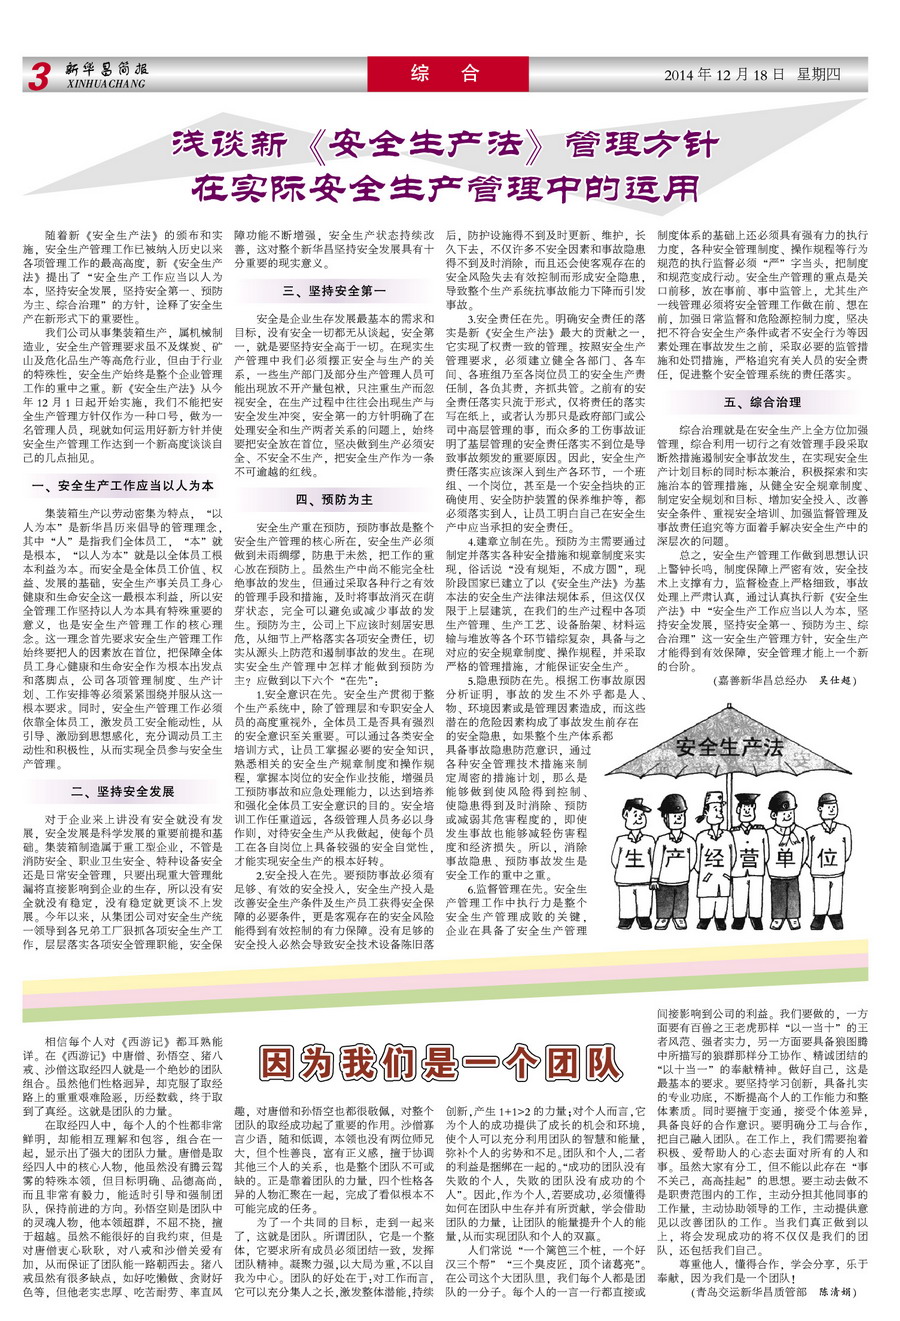 3
新华昌简报
XINHUACHANG
综 合
2014 年 12 月 18 日 星期四
浅谈新《安全生产法》管理方针
在实际安全生产管理中的运用
随着新《安全生产法》的颁布和实
施，安全生产管理工作已被纳入历史以来
各项管理工作的最高高度，新《安全生产
法》提出了“安全生产工作应当以人为
本，坚持安全发展，坚持安全第一、预防
为主、综合治理”的方针，诠释了安全生
产在新形式下的重要性。
我们公司从事集装箱生产，属机械制
造业，安全生产管理要求虽不及煤炭、矿
山及危化品生产等高危行业，但由于行业
的特殊性，安全生产始终是整个企业管理
工作的重中之重。新《安全生产法》从今
年 12 月 1 日起开始实施，我们不能把安
全生产管理方针仅作为一种口号，做为一
名管理人员，现就如何运用好新方针并使
安全生产管理工作达到一个新高度谈谈自
己的几点拙见。
一、安全生产工作应当以人为本
集装箱生产以劳动密集为特点，“以
人为本”是新华昌历来倡导的管理理念，
其中“人”是指我们全体员工，“本”就
是根本，“以人为本”就是以全体员工根
本利益为本。而安全是全体员工价值、权
益、发展的基础，安全生产事关员工身心
健康和生命安全这一最根本利益，所以安
全管理工作坚持以人为本具有特殊重要的
意义，也是安全生产管理工作的核心理
念。这一理念首先要求安全生产管理工作
始终要把人的因素放在首位，把保障全体
员工身心健康和生命安全作为根本出发点
和落脚点，公司各项管理制度、生产计
划、工作安排等必须紧紧围绕并服从这一
根本要求。同时，安全生产管理工作必须
依靠全体员工，激发员工安全能动性，从
引导、激励到思想感化，充分调动员工主
动性和积极性，从而实现全员参与安全生
产管理。
二、坚持安全发展
对于企业来上讲没有安全就没有发
展，安全发展是科学发展的重要前提和基
础。集装箱制造属于重工型企业，不管是
消防安全、职业卫生安全、特种设备安全
还是日常安全管理，只要出现重大管理纰
漏将直接影响到企业的生存，所以没有安
全就没有稳定，没有稳定就更谈不上发
展。今年以来，从集团公司对安全生产统
一领导到各兄弟工厂狠抓各项安全生产工
作，层层落实各项安全管理职能，安全保
障功能不断增强，安全生产状态持续改
善，这对整个新华昌坚持安全发展具有十
分重要的现实意义。
三、坚持安全第一
安全是企业生存发展最基本的需求和
目标，没有安全一切都无从谈起，安全第
一，就是要坚持安全高于一切。在现实生
产管理中我们必须摆正安全与生产的关
系，一些生产部门及部分生产管理人员可
能出现放不开产量包袱，只注重生产而忽
视安全，在生产过程中往往会出现生产与
安全发生冲突，安全第一的方针明确了在
处理安全和生产两者关系的问题上，始终
要把安全放在首位，坚决做到生产必须安
全、不安全不生产，把安全生产作为一条
不可逾越的红线。
四、预防为主
安全生产重在预防，预防事故是整个
安全生产管理的核心所在，安全生产必须
做到未雨绸缪，防患于未然，把工作的重
心放在预防上。虽然生产中尚不能完全杜
绝事故的发生，但通过采取各种行之有效
的管理手段和措施，及时将事故消灭在萌
芽状态，完全可以避免或减少事故的发
生。预防为主，公司上下应该时刻居安思
危，从细节上严格落实各项安全责任，切
实从源头上防范和遏制事故的发生。在现
实安全生产管理中怎样才能做到预防为
主？应做到以下六个“在先”：
1.安全意识在先。安全生产贯彻于整
个生产系统中，除了管理层和专职安全人
员的高度重视外，全体员工是否具有强烈
的安全意识至关重要。可以通过各类安全
培训方式，让员工掌握必要的安全知识，
熟悉相关的安全生产规章制度和操作规
程，掌握本岗位的安全作业技能，增强员
工预防事故和应急处理能力，以达到培养
和强化全体员工安全意识的目的。安全培
训工作任重道远，各级管理人员务必以身
作则，对待安全生产从我做起，使每个员
工在各自岗位上具备较强的安全自觉性，
才能实现安全生产的根本好转。
2.安全投入在先。要预防事故必须有
足够、有效的安全投入，安全生产投入是
改善安全生产条件及生产员工获得安全保
障的必要条件，更是客观存在的安全风险
能得到有效控制的有力保障。没有足够的
安全投入必然会导致安全技术设备陈旧落
后，防护设施得不到及时更新、维护，长
久下去，不仅许多不安全因素和事故隐患
得不到及时消除，而且还会使客观存在的
安全风险失去有效控制而形成安全隐患，
导致整个生产系统抗事故能力下降而引发
事故。
3.安全责任在先。明确安全责任的落
实是新《安全生产法》最大的贡献之一，
它实现了权责一致的管理。按照安全生产
管理要求，必须建立健全各部门、各车
间、各班组乃至各岗位员工的安全生产责
任制，各负其责，齐抓共管。之前有的安
全责任落实只流于形式，仅将责任的落实
写在纸上，或者认为那只是政府部门或公
司中高层管理的事，而众多的工伤事故证
明了基层管理的安全责任落实不到位是导
致事故频发的重要原因。因此，安全生产
责任落实应该深入到生产各环节，一个班
组、一个岗位，甚至是一个安全挡块的正
确使用、安全防护装置的保养维护等，都
必须落实到人，让员工明白自己在安全生
产中应当承担的安全责任。
4.建章立制在先。预防为主需要通过
制定并落实各种安全措施和规章制度来实
现，俗话说“没有规矩，不成方圆”，现
阶段国家已建立了以《安全生产法》为基
本法的安全生产法律法规体系，但这仅仅
限于上层建筑，在我们的生产过程中各项
生产管理、生产工艺、设备胎架、材料运
输与堆放等各个环节错综复杂，具备与之
对应的安全规章制度、操作规程，并采取
严格的管理措施，才能保证安全生产。
5.隐患预防在先。根据工伤事故原因
分析证明，事故的发生不外乎都是人、
物、环境因素或是管理因素造成，而这些
潜在的危险因素构成了事故发生前存在
的安全隐患，如果整个生产体系都
具备事故隐患防范意识，通过
各种安全管理技术措施来制
定周密的措施计划，那么是
能够做到使风险得到控制、
使隐患得到及时消除、预防
或减弱其危害程度的，即使
发生事故也能够减轻伤害程
度和经济损失。所以，消除
事故隐患、预防事故发生是
安全工作的重中之重。
6.监督管理在先。安全生
产管理工作中执行力是整个
安全生产管理成败的关键，
企业在具备了安全生产管理
制度体系的基础上还必须具有强有力的执行
力度，各种安全管理制度、操作规程等行为
规范的执行监督必须“严”字当头，把制度
和规范变成行动。安全生产管理的重点是关
口前移，放在事前、事中监管上，尤其生产
一线管理必须将安全管理工作做在前、想在
前，加强日常监督和危险源控制力度，坚决
把不符合安全生产条件或者不安全行为等因
素处理在事故发生之前，采取必要的监管措
施和处罚措施，严格追究有关人员的安全责
任，促进整个安全管理系统的责任落实。
五、综合治理
综合治理就是在安全生产上全方位加强
管理，综合利用一切行之有效管理手段采取
断然措施遏制安全事故发生，在实现安全生
产计划目标的同时标本兼治，积极探索和实
施治本的管理措施，从健全安全规章制度、
制定安全规划和目标、增加安全投入、改善
安全条件、重视安全培训、加强监督管理及
事故责任追究等方面着手解决安全生产中的
深层次的问题。
总之，安全生产管理工作做到思想认识
上警钟长鸣，制度保障上严密有效，安全技
术上支撑有力，监督检查上严格细致，事故
处理上严肃认真，通过认真执行新《安全生
产法》中“安全生产工作应当以人为本，坚
持安全发展，坚持安全第一、预防为主、综
合治理”这一安全生产管理方针，安全生产
才能得到有效保障，安全管理才能上一个新
的台阶。
（嘉善新华昌总经办 吴仕超）
安全生产法
生产经营单位
因为我们是一个团队
相信每个人对《西游记》都耳熟能
详。在《西游记》中唐僧、孙悟空、猪八
戒、沙僧这取经四人就是一个绝妙的团队
组合。虽然他们性格迥异，却克服了取经
路上的重重艰难险恶，历经数载，终于取
到了真经。这就是团队的力量。
在取经四人中，每个人的个性都非常
鲜明，却能相互理解和包容，组合在一
起，显示出了强大的团队力量。唐僧是取
经四人中的核心人物，他虽然没有腾云驾
雾的特殊本领，但目标明确、品德高尚，
而且非常有毅力，能适时引导和强制团
队，保持前进的方向。孙悟空则是团队中
的灵魂人物，他本领超群，不屈不挠，擅
于超越。虽然不能很好的自我约束，但是
对唐僧衷心耿耿，对八戒和沙僧关爱有
加，从而保证了团队能一路朝西去。猪八
戒虽然有很多缺点，如好吃懒做、贪财好
色等，但他老实忠厚、吃苦耐劳、率直风
趣，对唐僧和孙悟空也都很敬佩，对整个
团队的取经成功起了重要的作用。沙僧寡
言少语，随和低调，本领也没有两位师兄
大，但个性善良，富有正义感，擅于协调
其他三个人的关系，也是整个团队不可或
缺的。正是靠着团队的力量，四个性格各
异的人物汇聚在一起，完成了看似根本不
可能完成的任务。
为了一个共同的目标，走到一起来
了，这就是团队。所谓团队，它是一个整
体，它要求所有成员必须团结一致，发挥
团队精神。凝聚力强,以大局为重,不以自
我为中心。团队的好处在于:对工作而言,
它可以充分集人之长,激发整体潜能,持续
创新,产生 1+1>2 的力量;对个人而言,它
为个人的成功提供了成长的机会和环境,
使个人可以充分利用团队的智慧和能量,
弥补个人的劣势和不足。团队和个人,二者
的利益是捆绑在一起的。“成功的团队没有
失败的个人，失败的团队没有成功的个
人”。因此,作为个人,若要成功,必须懂得
如何在团队中生存并有所贡献，学会借助
团队的力量，让团队的能量提升个人的能
量,从而实现团队和个人的双赢。
人们常说“一个篱笆三个桩，一个好
汉三个帮”“三个臭皮匠，顶个诸葛亮”。
在公司这个大团队里，我们每个人都是团
队的一分子。每个人的一言一行都直接或
间接影响到公司的利益。我们要做的，一方
面要有百兽之王老虎那样“以一当十”的王
者风范、强者实力，另一方面要具备狼图腾
中所描写的狼群那样分工协作、精诚团结的
“以十当一”的奉献精神。做好自己，这是
最基本的要求。要坚持学习创新，具备扎实
的专业功底，不断提高个人的工作能力和整
体素质。同时要擅于变通，接受个体差异，
具备良好的合作意识。要明确分工与合作，
把自己融入团队。在工作上，我们需要抱着
积极、爱帮助人的心态去面对所有的人和
事。虽然大家有分工，但不能以此存在“事
不关己，高高挂起”的思想。要主动去做不
是职责范围内的工作，主动分担其他同事的
工作量，主动协助领导的工作，主动提供意
见以改善团队的工作。当我们真正做到以
上，将会发现成功的将不仅仅是我们的团
队，还包括我们自己。
尊重他人，懂得合作，学会分享，乐于
奉献，因为我们是一个团队！
（青岛交运新华昌质管部 陈清娟）